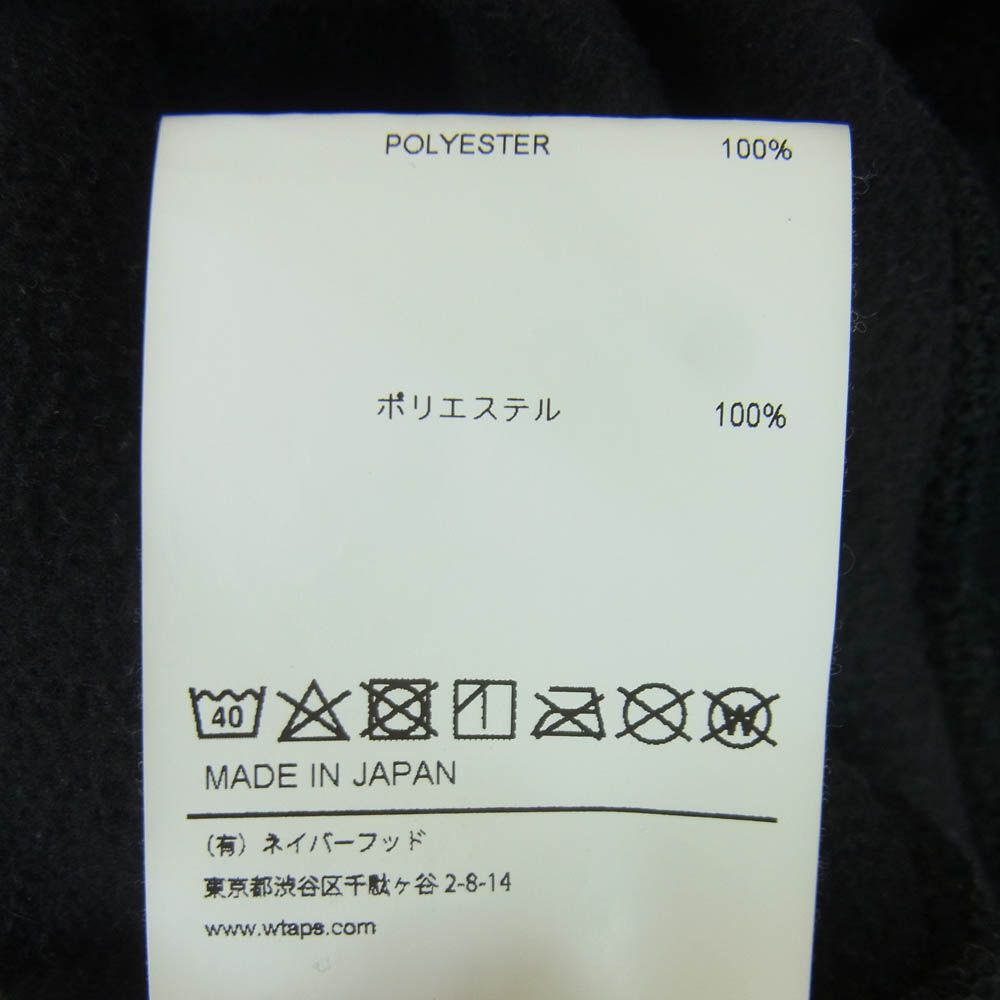 POLYESTER 100%
ポリエステル 100%
40 W
MADE IN JAPAN
(有) ネイバーフッド
東京都渋谷区千駄ヶ谷 2-8-14
www.wtaps.com